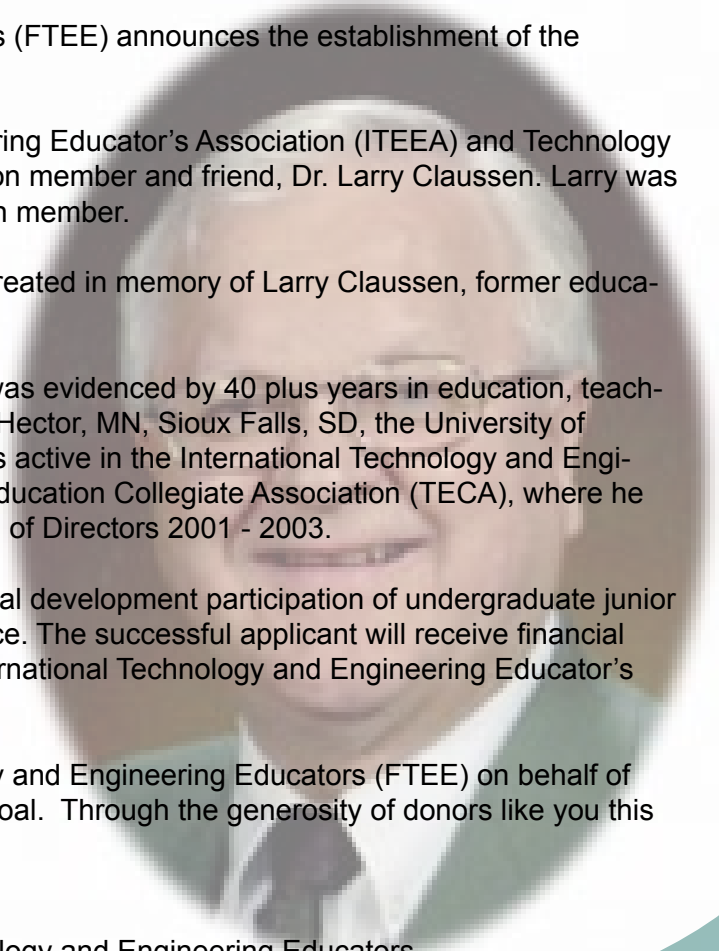 s (FTEE) announces the establishment of the
ring Educator’s Association (ITEEA) and Technology
on member and friend, Dr. Larry Claussen. Larry was
n member.
reated in memory of Larry Claussen, former educa-
was evidenced by 40 plus years in education, teach-
Hector, MN, Sioux Falls, SD, the University of
s active in the International Technology and Engi-
ducation Collegiate Association (TECA), where he
of Directors 2001 - 2003.
al development participation of undergraduate junior
ce. The successful applicant will receive financial
rnational Technology and Engineering Educator’s
y and Engineering Educators (FTEE) on behalf of
oal.  Through the generosity of donors like you this
logy and Engineering Educators